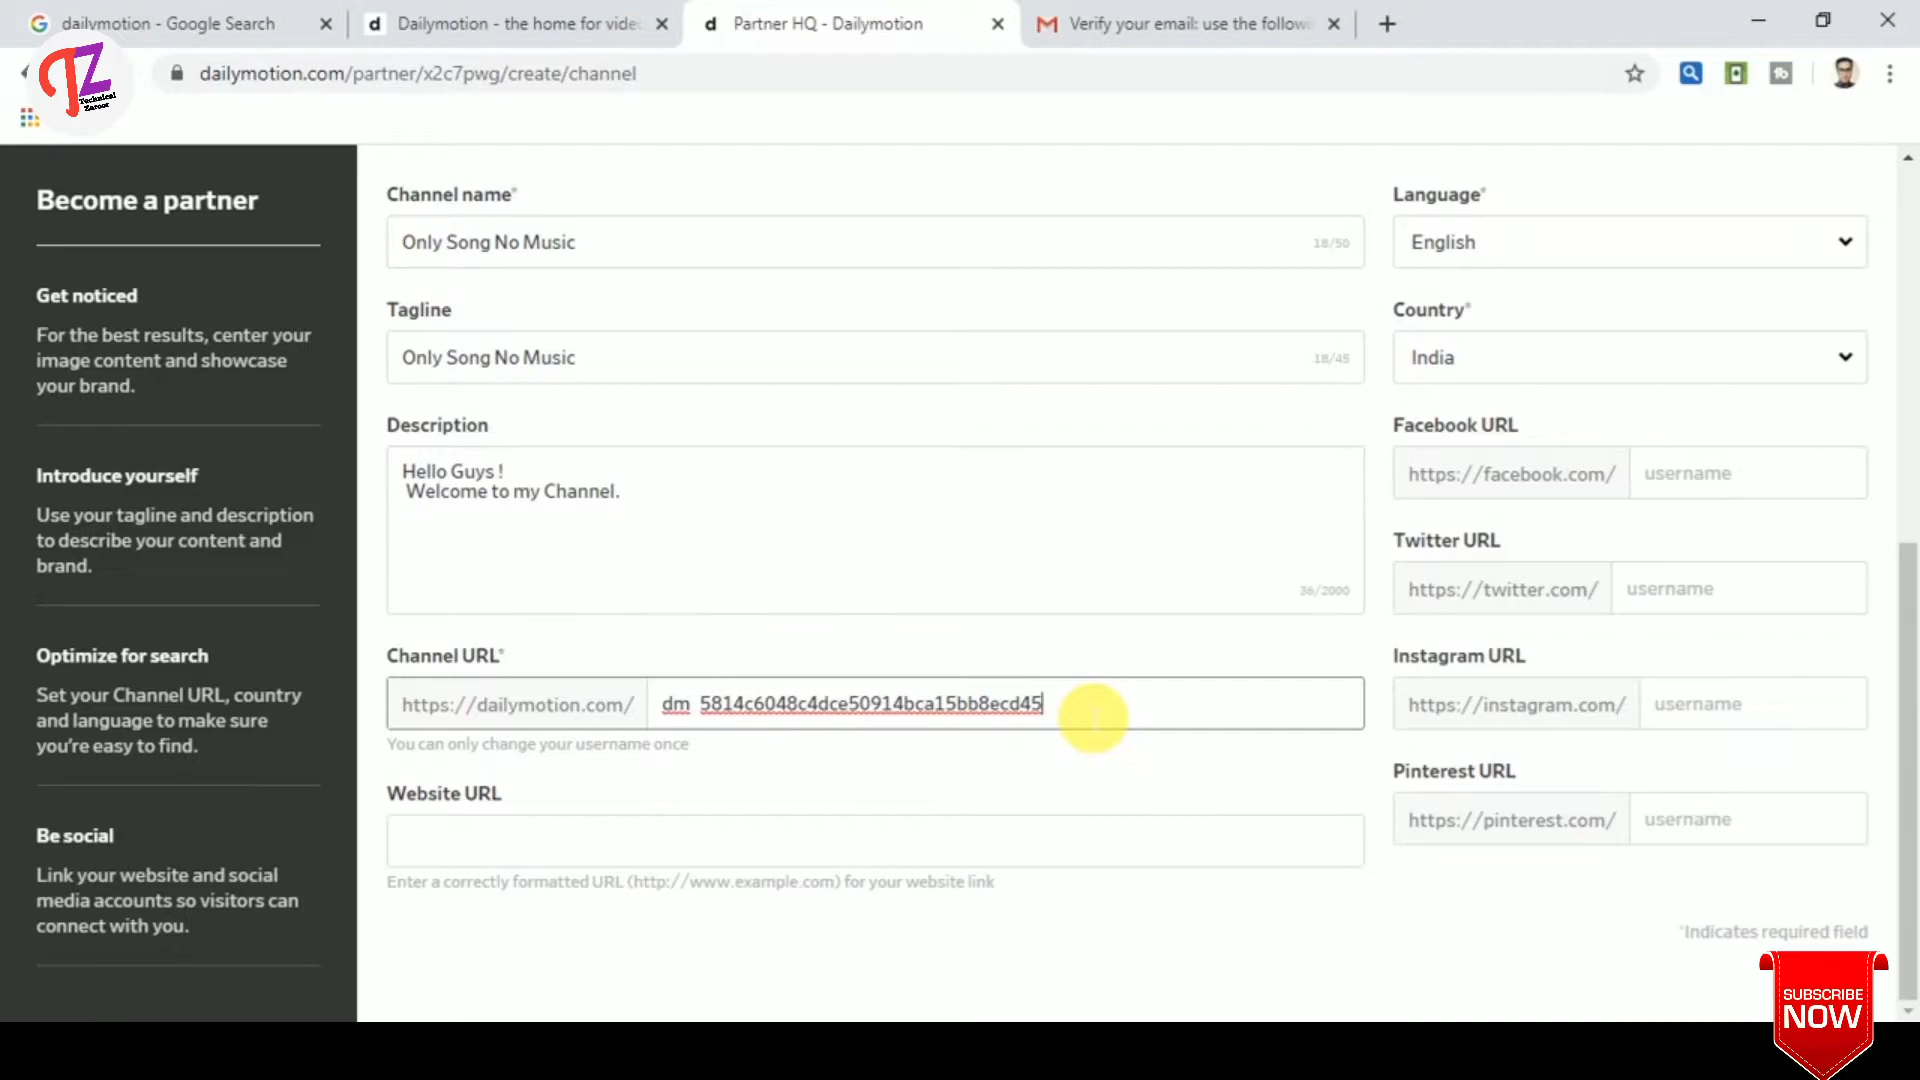 dailymotion - Google Search
Dailymotion - the home for video
Partner HQ - Dailymotion
Verify your email: use the follow
dailymotion.com/partner/x2c7pwg/create/channel
TZ
Technical
Zaroor
Become a partner
Get noticed
For the best results, center your
image content and showcase
your brand.
Introduce yourself
Use your tagline and description
to describe your content and
brand.
Optimize for search
Set your Channel URL, country
and language to make sure
you're easy to find.
Be social
Link your website and social
media accounts so visitors can
connect with you.
Channel name*
Only Song No Music
18/50
Tagline
Only Song No Music
18/45
Description
Hello Guys !
Welcome to my Channel.
36/2000
Channel URL*
https://dailymotion.com/
dm_5814c6048c4dce50914bca15bb8ecd45
You can only change your username once
Website URL
Enter a correctly formatted URL (http://www.example.com) for your website link
Language*
English
Country*
India
Facebook URL
https://facebook.com/ username
Twitter URL
https://twitter.com/ username
Instagram URL
https://instagram.com/ username
Pinterest URL
https://pinterest.com/ username
*Indicates required field
SUBSCRIBE
NOW